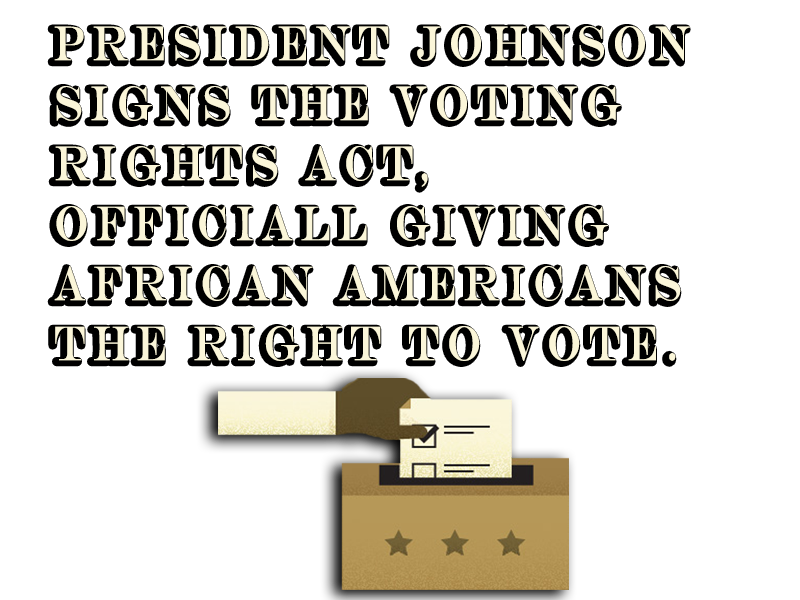 PRESIDENT JOHNSON
SIGNS THE VOTING
RIGHTS ACT,
OFFICIALL GIVING
AFRICAN AMERICANS
THE RIGHT TO VOTE.